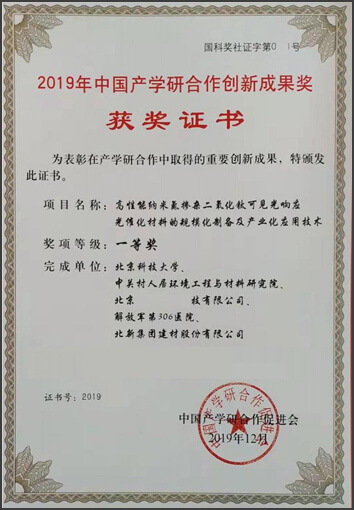 国科奖社证字第0 1号
2019年中国产学研合作创新成果奖
获奖证书
为表彰在产学研合作中取得的重要创新成果，特颁发
此证书。
项目名称：高性能纳米氮掺杂二氧化钛可见光响应
光催化材料的规模化制备及产业化应用技术
奖项等级：一等奖
完成单位：北京科技大学、
中关村人居环境工程与材料研究院、
北京 技有限公司、
解放军第306医院、
北新集团建材股份有限公司
证书号：2019
中国产学研合作促进会
2019年12月
中国产学研合作促进会